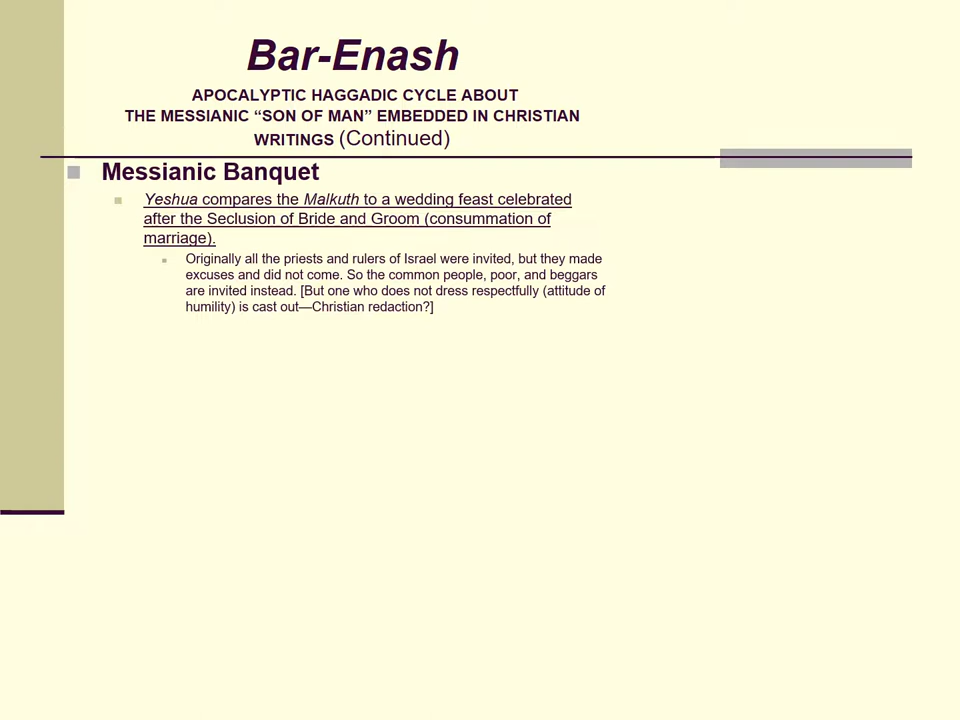 Bar-Enash
APOCALYPTIC HAGGADIC CYCLE ABOUT
THE MESSIANIC “SON OF MAN” EMBEDDED IN CHRISTIAN
WRITINGS (Continued)
Messianic Banquet
Yeshua compares the Malkuth to a wedding feast celebrated
after the Seclusion of Bride and Groom (consummation of
marriage).
Originally all the priests and rulers of Israel were invited, but they made
excuses and did not come. So the common people, poor, and beggars
are invited instead. [But one who does not dress respectfully (attitude of
humility) is cast out—Christian redaction?]